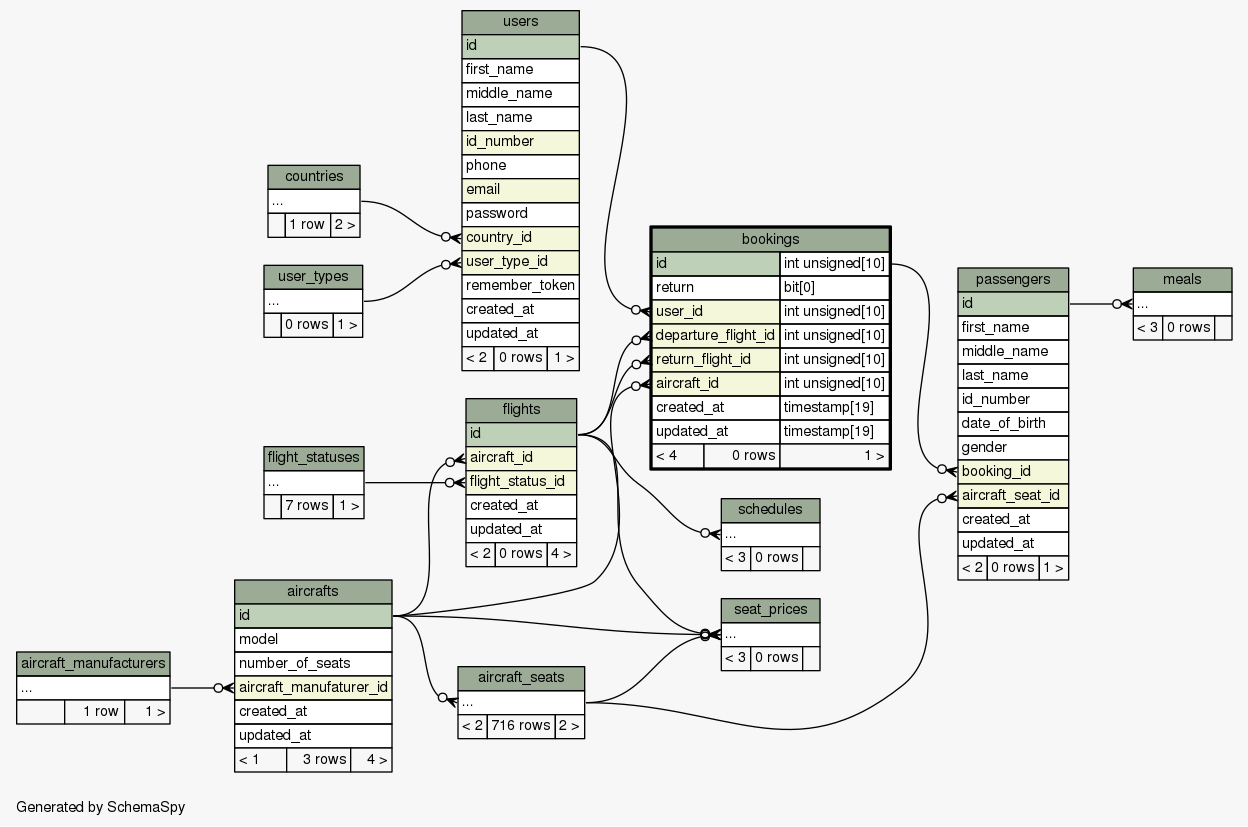 users
id
first_name
middle_name
last_name
id_number
phone
email
password
country_id
user_type_id
remember_token
created_at
updated_at
< 2 0 rows 1 >
countries
...
1 row 2 >
user_types
...
0 rows 1 >
bookings
id int unsigned[10]
return bit[0]
user_id int unsigned[10]
departure_flight_id int unsigned[10]
return_flight_id int unsigned[10]
aircraft_id int unsigned[10]
created_at timestamp[19]
updated_at timestamp[19]
< 4 0 rows 1 >
passengers
id
first_name
middle_name
last_name
id_number
date_of_birth
gender
booking_id
aircraft_seat_id
created_at
updated_at
< 2 0 rows 1 >
meals
...
< 3 0 rows
flights
id
aircraft_id
flight_status_id
created_at
updated_at
< 2 0 rows 4 >
flight_statuses
...
7 rows 1 >
schedules
...
< 3 0 rows
aircrafts
id
model
number_of_seats
aircraft_manufaturer_id
created_at
updated_at
< 1 3 rows 4 >
seat_prices
...
< 3 0 rows
aircraft_manufacturers
...
1 row 1 >
aircraft_seats
...
< 2 716 rows 2 >
Generated by SchemaSpy